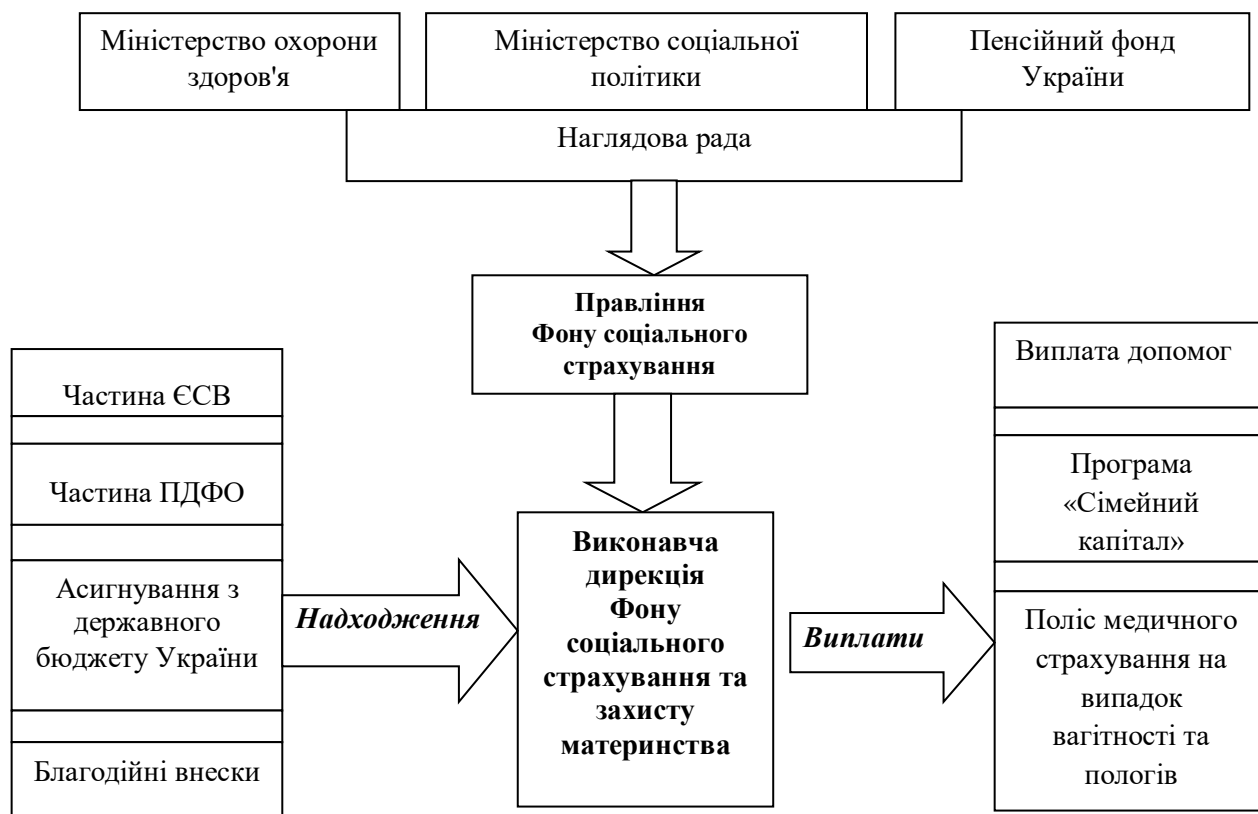 Міністерство охорони
здоров'я
Міністерство соціальної
політики
Пенсійний фонд
України
Наглядова рада
Правління
Фону соціального
страхування
Частина ЄСВ
Частина ПДФО
Асигнування з
державного
бюджету України
Благодійні внески
Надходження
Виконавча
дирекція
Фону
соціального
страхування та
захисту
материнства
Виплати
Виплата допомог
Програма
«Сімейний
капітал»
Поліс медичного
страхування на
випадок
вагітності та
пологів